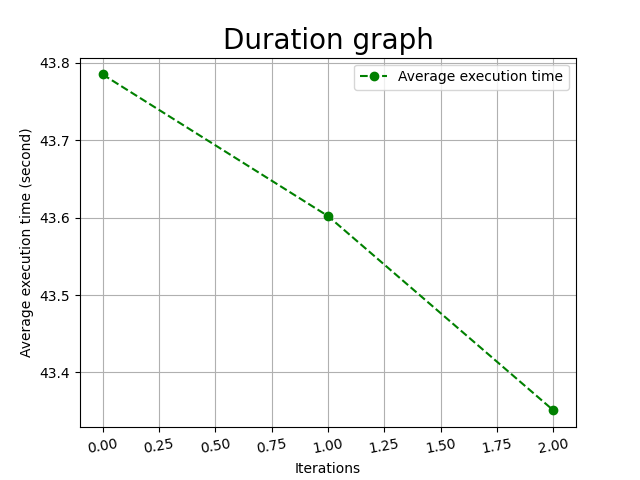 Duration graph
Average execution time
43.8
43.7
43.6
43.5
43.4
Average execution time (second)
0.00 0.25 0.50 0.75 1.00 1.25 1.50 1.75 2.00
Iterations